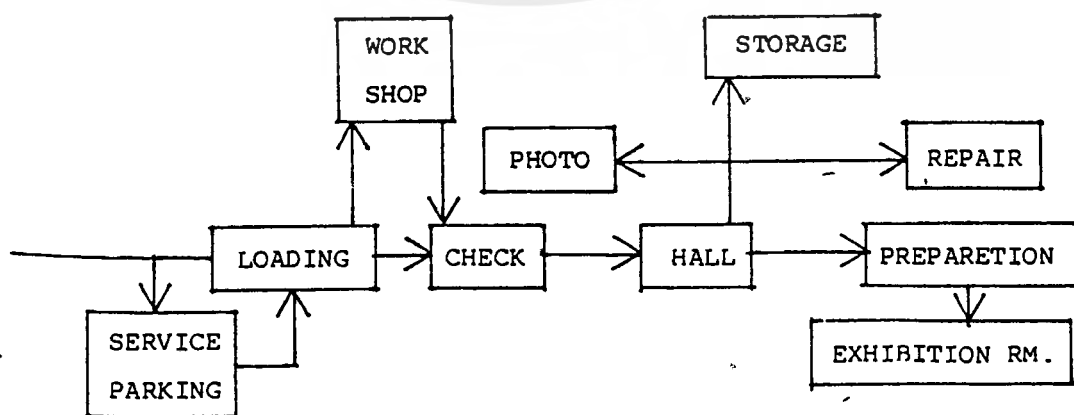 WORK
SHOP
STORAGE
PHOTO
REPAIR
LOADING
CHECK
HALL
PREPARETION
SERVICE
PARKING
EXHIBITION RM.